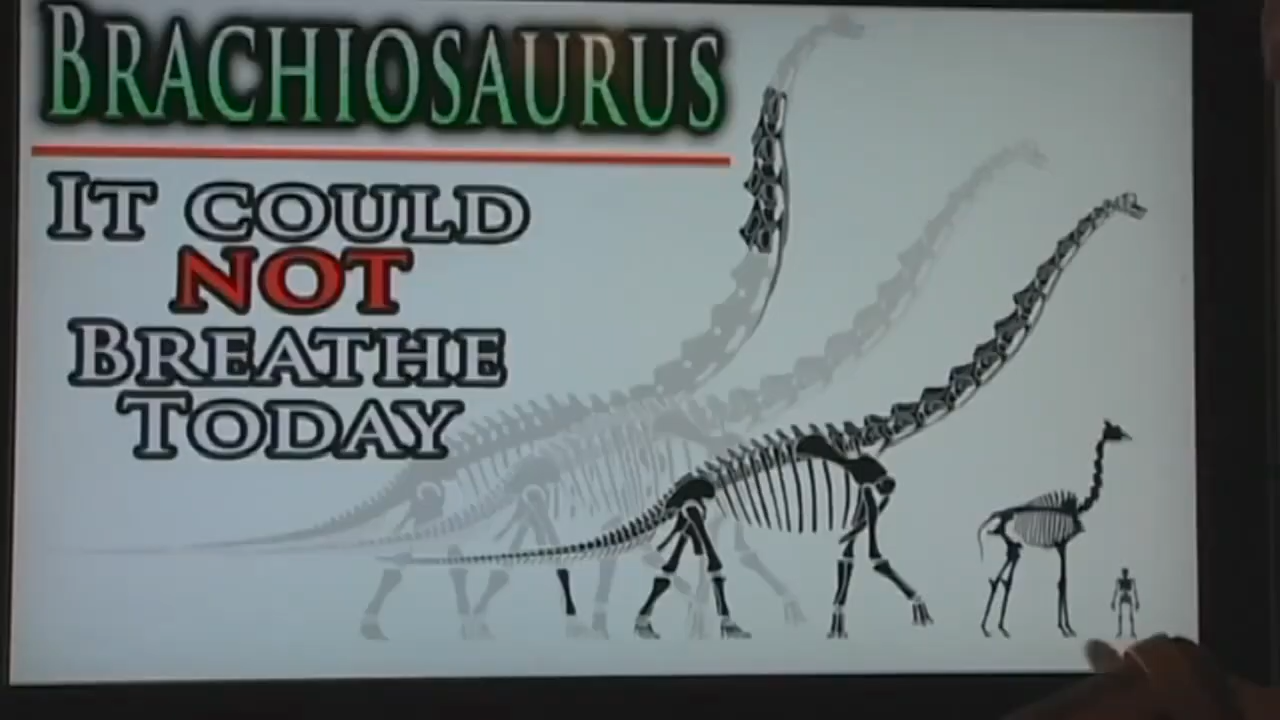 BRACHIOSAURUS
IT COULD
NOT
BREATHE
TODAY